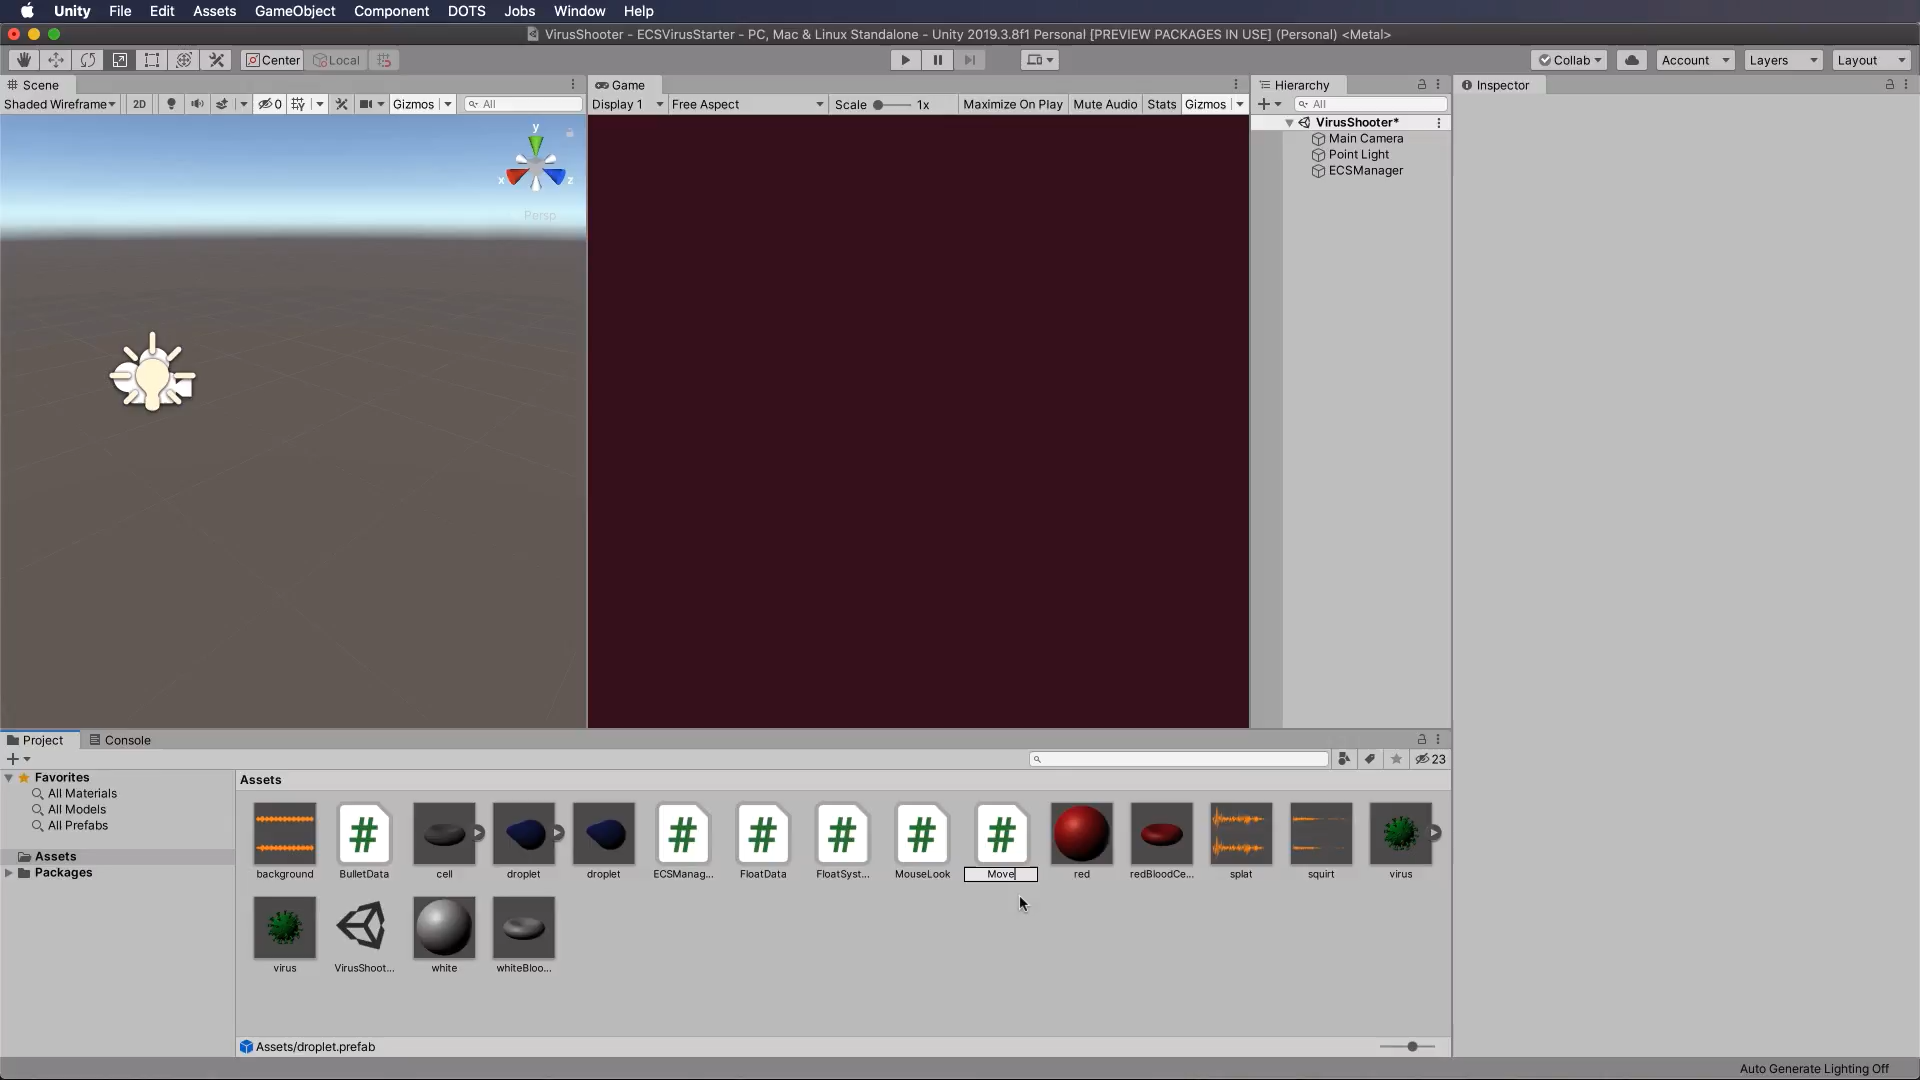 Unity File Edit Assets GameObject Component DOTS Jobs Window Help
VirusShooter - ECSVirusStarter - PC, Mac & Linux Standalone - Unity 2019.3.8f1 Personal [PREVIEW PACKAGES IN USE] (Personal) <Metal>
Center Local Collab Account Layers Layout
Scene Game Hierarchy Inspector
Shaded Wireframe 2D 0 Gizmos All Display 1 Free Aspect Scale 1x Maximize On Play Mute Audio Stats Gizmos All
VirusShooter*
Main Camera
Point Light
ECSManager
y
x z
Persp
Project Console
23
Favorites
All Materials
All Models
All Prefabs
Assets
Packages
Assets
background BulletData cell droplet droplet ECSManag... FloatData FloatSyst... MouseLook Move red redBloodCe... splat squirt virus
virus VirusShoot... white whiteBloo...
Assets/droplet.prefab
Auto Generate Lighting Off